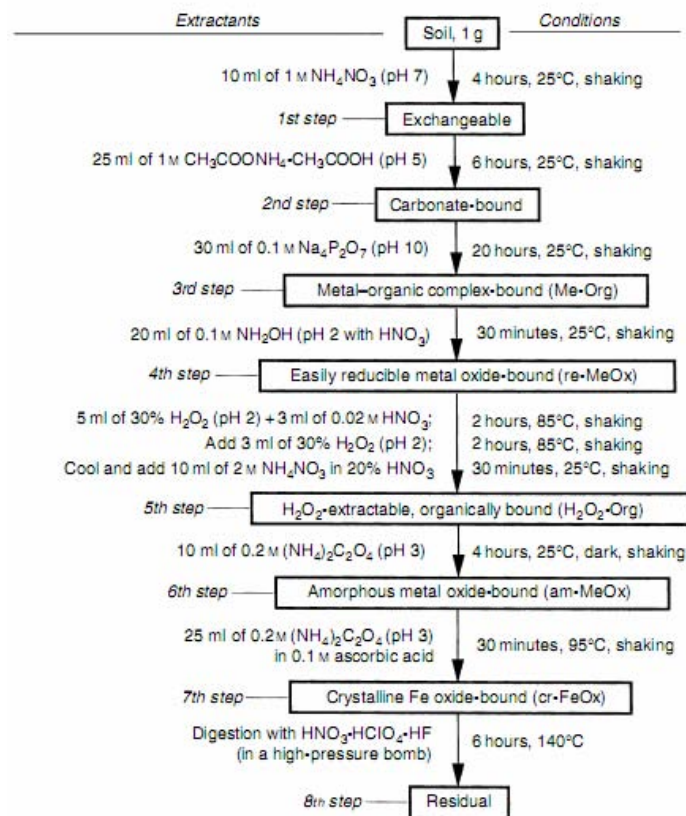 Extractants
Soil, 1 g
Conditions
10 ml of 1 M NH₄NO₃ (pH 7)
4 hours, 25°C, shaking
1st step
Exchangeable
25 ml of 1M CH₃COONH₄-CH₃COOH (pH 5)
6 hours, 25°C, shaking
2nd step
Carbonate-bound
30 ml of 0.1M Na₄P₂O₇ (pH 10)
20 hours, 25°C, shaking
3rd step
Metal–organic complex-bound (Me-Org)
20 ml of 0.1M NH₂OH (pH 2 with HNO₃)
30 minutes, 25°C, shaking
4th step
Easily reducible metal oxide-bound (re-MeOx)
5 ml of 30% H₂O₂ (pH 2) + 3 ml of 0.02 M HNO₃;
2 hours, 85°C, shaking
Add 3 ml of 30% H₂O₂ (pH 2);
2 hours, 85°C, shaking
Cool and add 10 ml of 2M NH₄NO₃ in 20% HNO₃
30 minutes, 25°C, shaking
5th step
H₂O₂-extractable, organically bound (H₂O₂-Org)
10 ml of 0.2 M (NH₄)₂C₂O₄ (pH 3)
4 hours, 25°C, dark, shaking
6th step
Amorphous metal oxide-bound (am-MeOx)
25 ml of 0.2M (NH₄)₂C₂O₄ (pH 3)
in 0.1M ascorbic acid
30 minutes, 95°C, shaking
7th step
Crystalline Fe oxide-bound (cr-FeOx)
Digestion with HNO₃-HClO₄-HF
(in a high-pressure bomb)
6 hours, 140°C
8th step
Residual